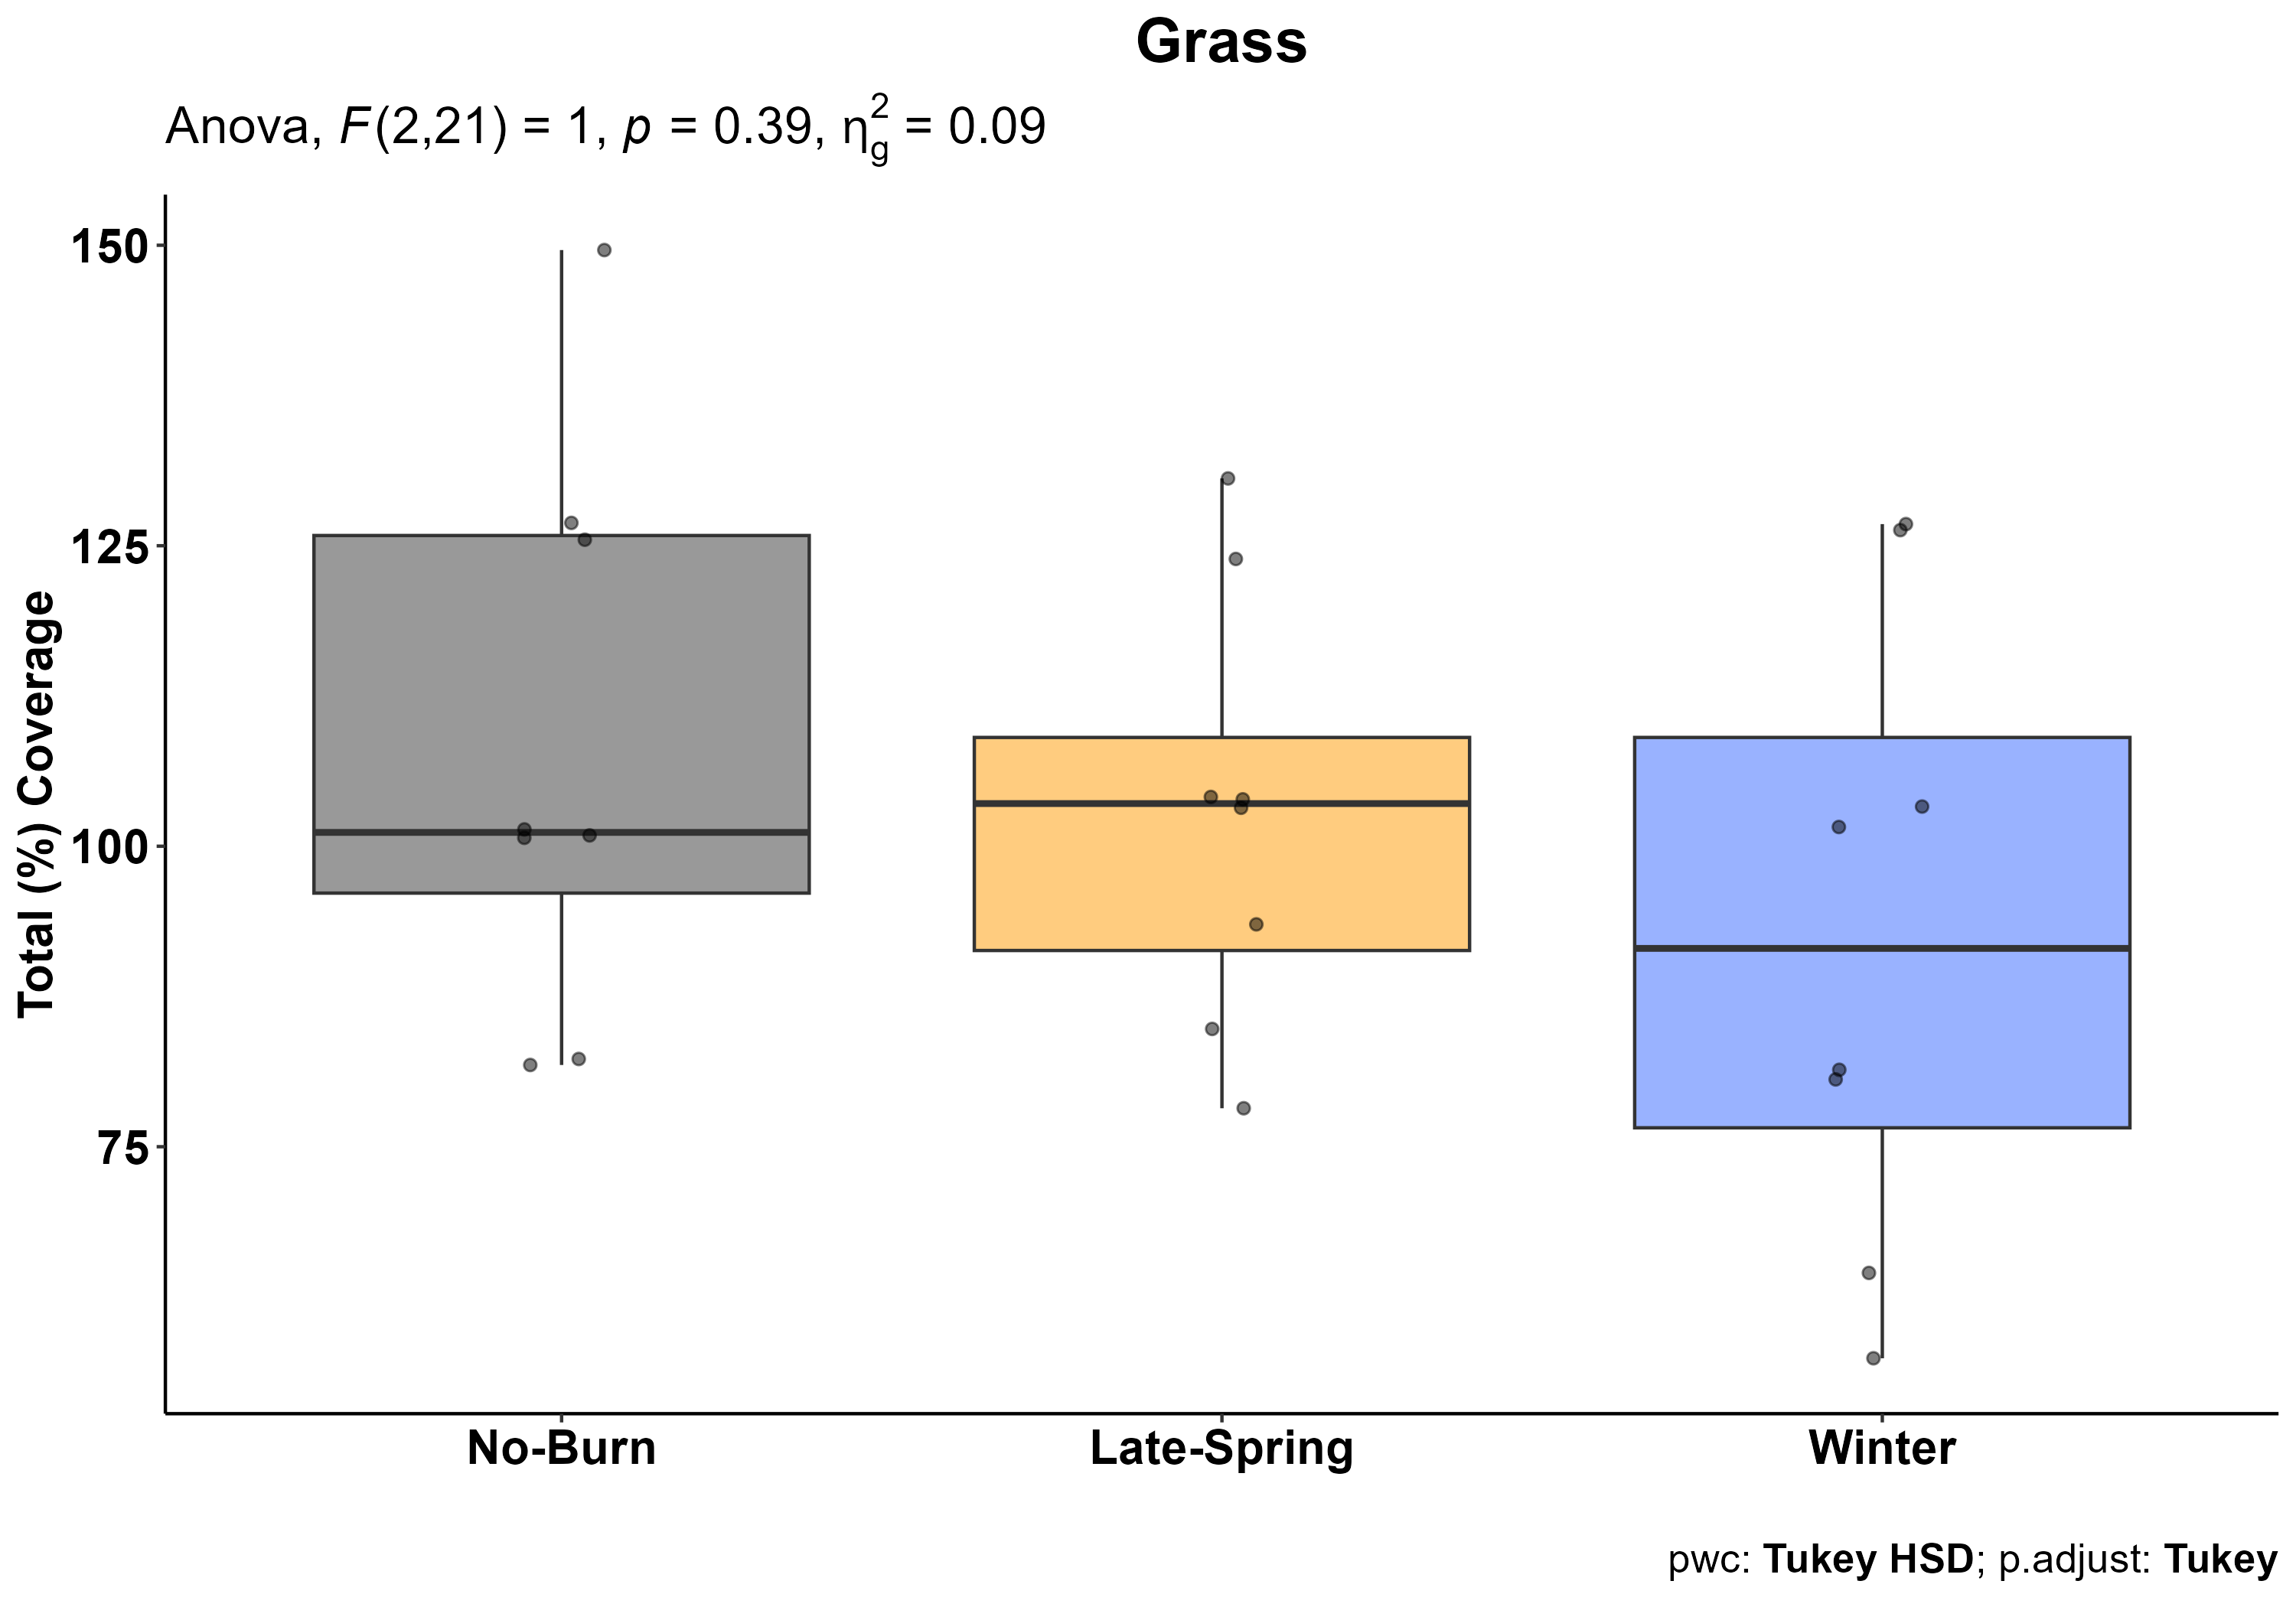 Grass
Anova, F(2,21) = 1, p = 0.39, η²g = 0.09
Total (%) Coverage
150
125
100
75
No-Burn
Late-Spring
Winter
pwc: Tukey HSD; p.adjust: Tukey